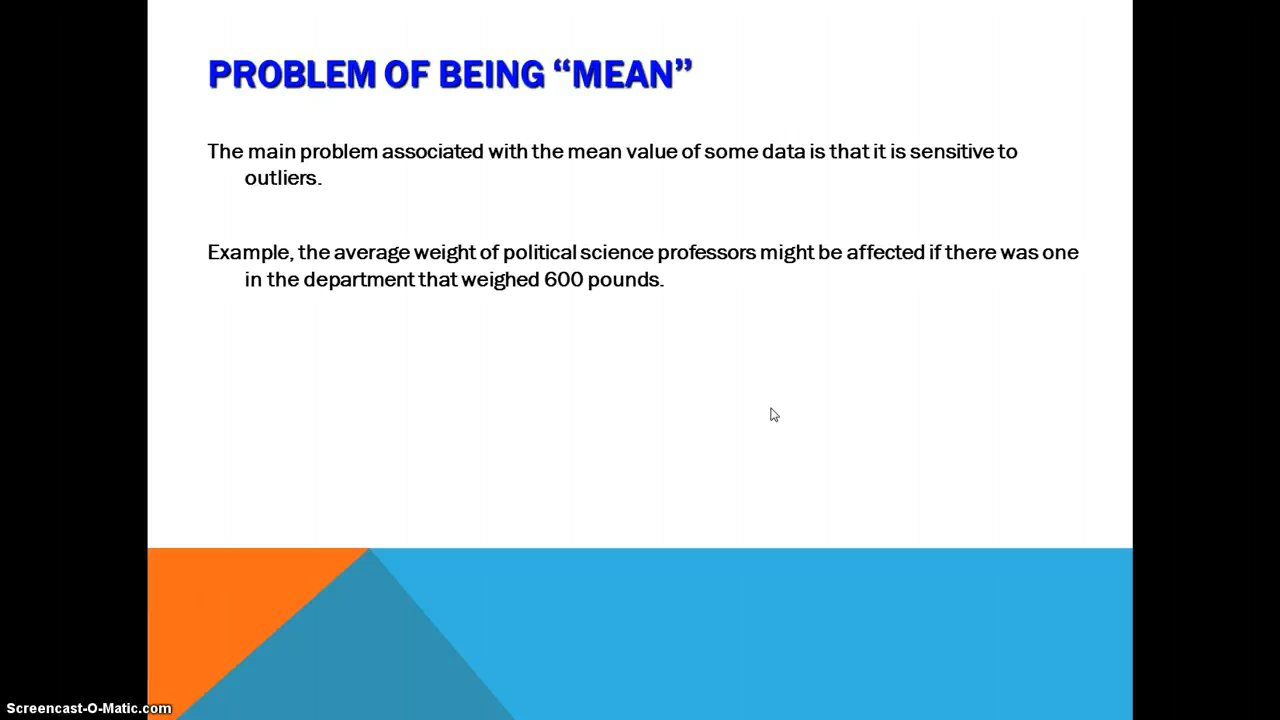 PROBLEM OF BEING “MEAN”
The main problem associated with the mean value of some data is that it is sensitive to
outliers.
Example, the average weight of political science professors might be affected if there was one
in the department that weighed 600 pounds.
Screencast-O-Matic.com